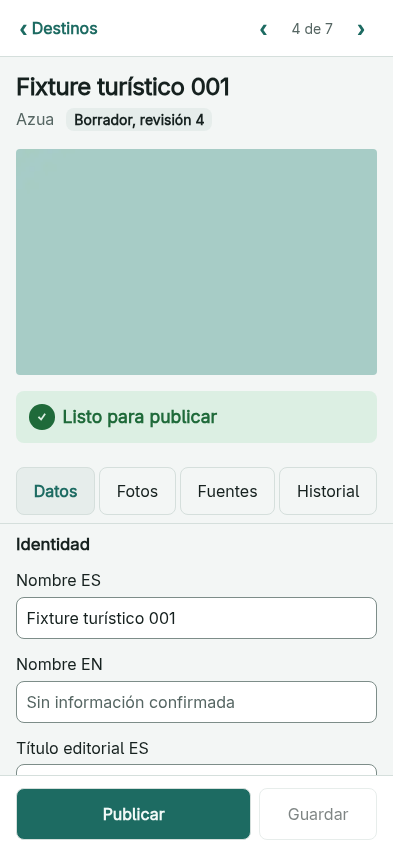 ‹ Destinos
‹ 4 de 7 ›
Fixture turístico 001
Azua Borrador, revisión 4
Listo para publicar
Datos Fotos Fuentes Historial
Identidad
Nombre ES
Fixture turístico 001
Nombre EN
Sin información confirmada
Título editorial ES
Publicar Guardar